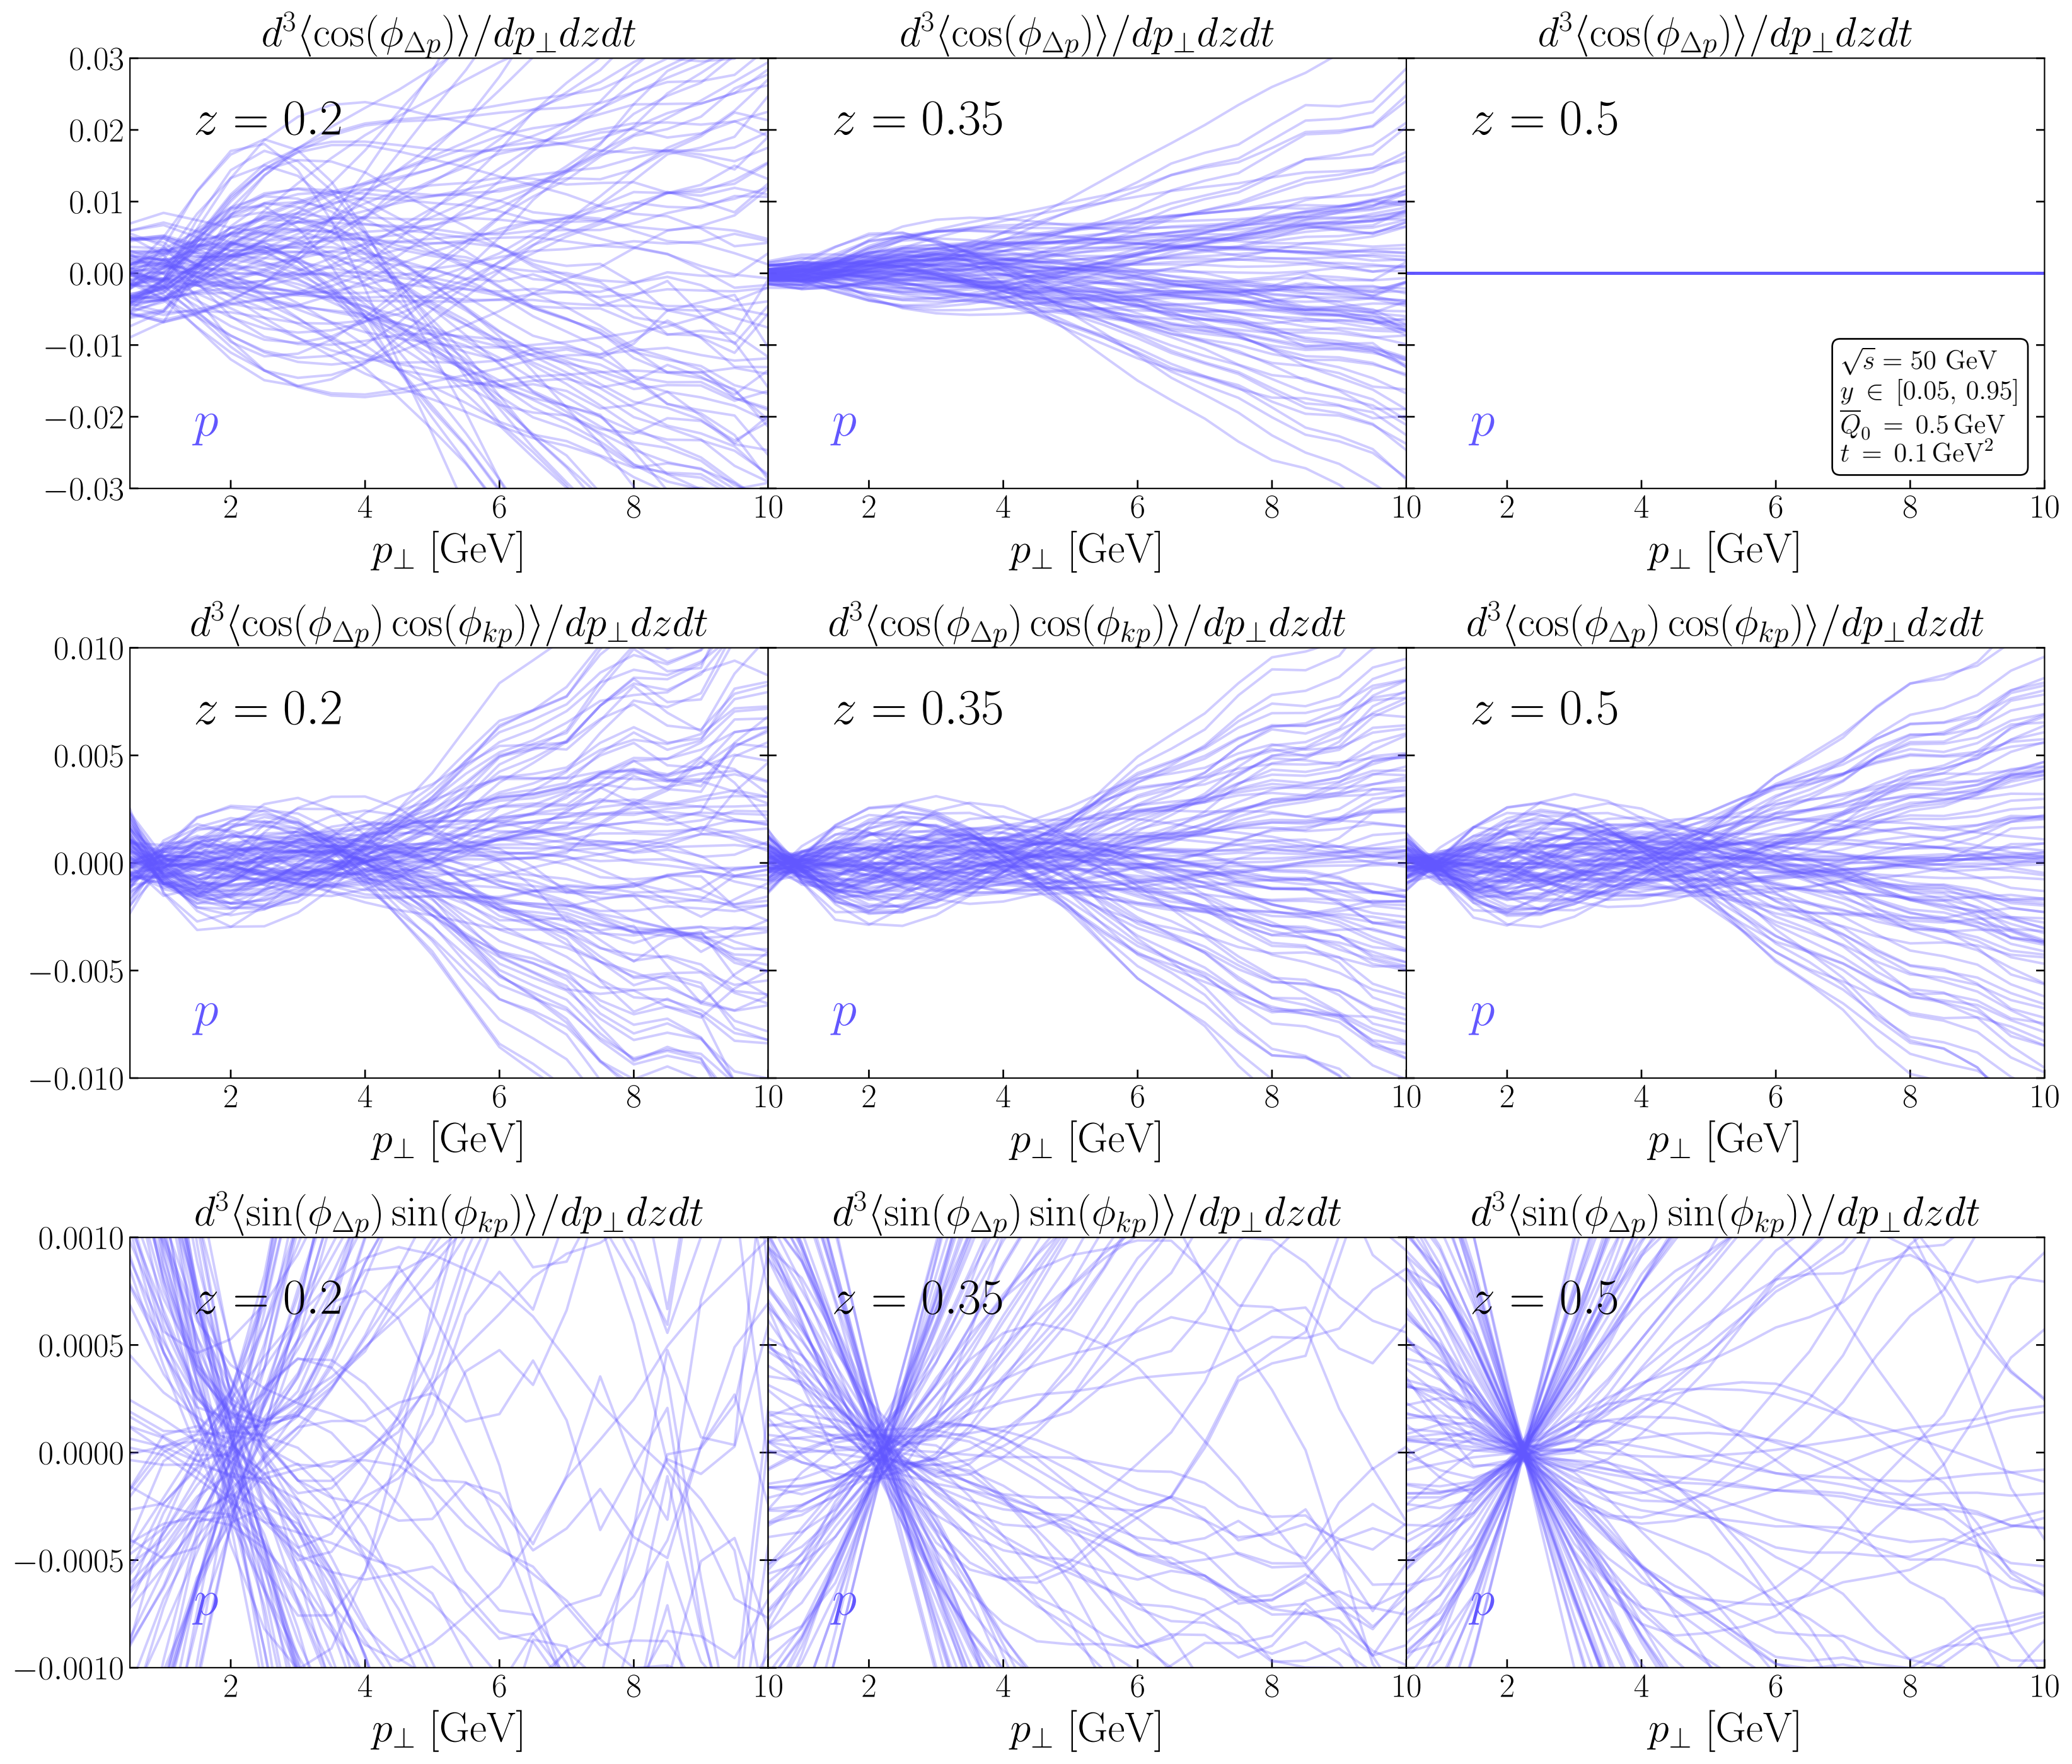 d³⟨cos(ϕ_Δp)⟩/dp⊥dzdt d³⟨cos(ϕ_Δp)⟩/dp⊥dzdt d³⟨cos(ϕ_Δp)⟩/dp⊥dzdt
0.03
0.02
0.01
0.00
−0.01
−0.02
−0.03
z = 0.2 z = 0.35 z = 0.5
√s = 50 GeV
y ∈ [0.05, 0.95]
Q̅₀ = 0.5 GeV
t = 0.1 GeV²
p p p
2 4 6 8 10 2 4 6 8 10 2 4 6 8 10
p⊥ [GeV] p⊥ [GeV] p⊥ [GeV]
d³⟨cos(ϕ_Δp) cos(ϕ_kp)⟩/dp⊥dzdt d³⟨cos(ϕ_Δp) cos(ϕ_kp)⟩/dp⊥dzdt d³⟨cos(ϕ_Δp) cos(ϕ_kp)⟩/dp⊥dzdt
0.010
0.005
0.000
−0.005
−0.010
z = 0.2 z = 0.35 z = 0.5
p p p
2 4 6 8 10 2 4 6 8 10 2 4 6 8 10
p⊥ [GeV] p⊥ [GeV] p⊥ [GeV]
d³⟨sin(ϕ_Δp) sin(ϕ_kp)⟩/dp⊥dzdt d³⟨sin(ϕ_Δp) sin(ϕ_kp)⟩/dp⊥dzdt d³⟨sin(ϕ_Δp) sin(ϕ_kp)⟩/dp⊥dzdt
0.0010
0.0005
0.0000
−0.0005
−0.0010
z = 0.2 z = 0.35 z = 0.5
p p p
2 4 6 8 10 2 4 6 8 10 2 4 6 8 10
p⊥ [GeV] p⊥ [GeV] p⊥ [GeV]